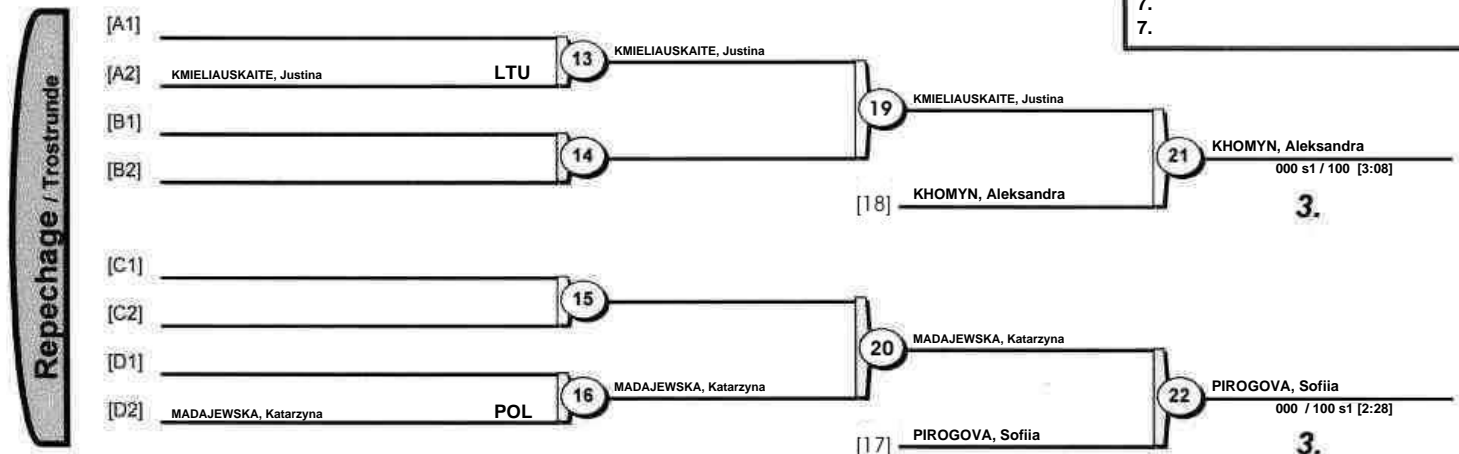 7.
7.
Repechage / Trostrunde
[A1]
[A2] KMIELIAUSKAITE, Justina LTU
13
KMIELIAUSKAITE, Justina
[B1]
[B2]
14
19
KMIELIAUSKAITE, Justina
[18] KHOMYN, Aleksandra
21
KHOMYN, Aleksandra
000 s1 / 100 [3:08]
3.
[C1]
[C2]
15
[D1]
[D2] MADAJEWSKA, Katarzyna POL
16
MADAJEWSKA, Katarzyna
20
MADAJEWSKA, Katarzyna
[17] PIROGOVA, Sofiia
22
PIROGOVA, Sofiia
000 / 100 s1 [2:28]
3.